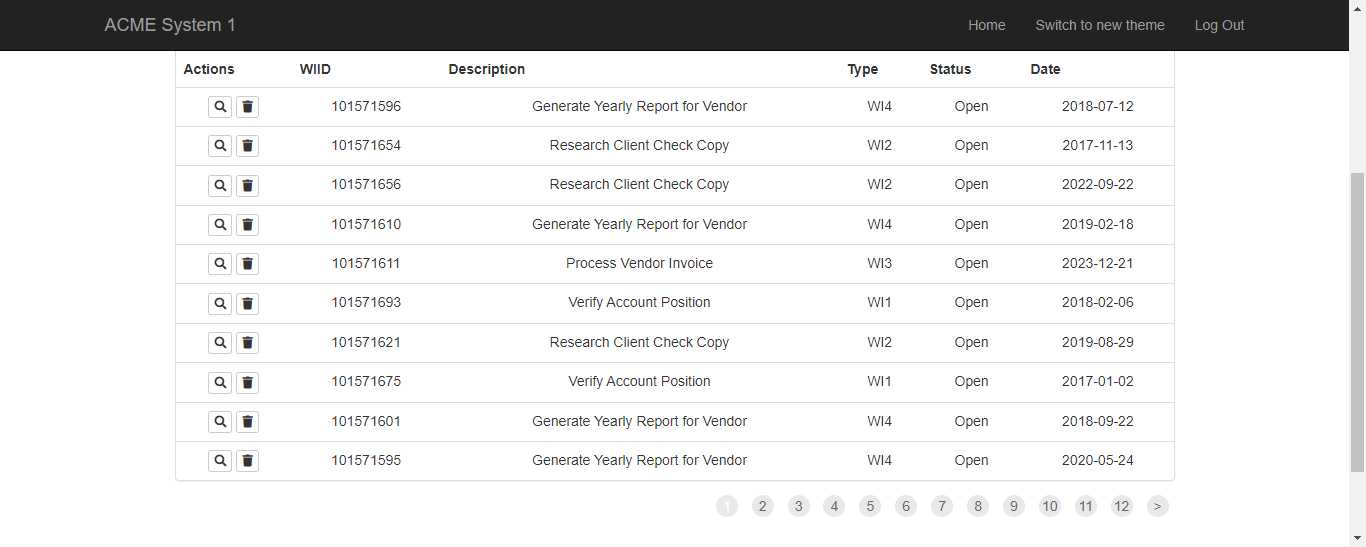 ACME System 1 Home Switch to new theme Log Out
Actions WIID Description Type Status Date
101571596 Generate Yearly Report for Vendor WI4 Open 2018-07-12
101571654 Research Client Check Copy WI2 Open 2017-11-13
101571656 Research Client Check Copy WI2 Open 2022-09-22
101571610 Generate Yearly Report for Vendor WI4 Open 2019-02-18
101571611 Process Vendor Invoice WI3 Open 2023-12-21
101571693 Verify Account Position WI1 Open 2018-02-06
101571621 Research Client Check Copy WI2 Open 2019-08-29
101571675 Verify Account Position WI1 Open 2017-01-02
101571601 Generate Yearly Report for Vendor WI4 Open 2018-09-22
101571595 Generate Yearly Report for Vendor WI4 Open 2020-05-24
1 2 3 4 5 6 7 8 9 10 11 12 >